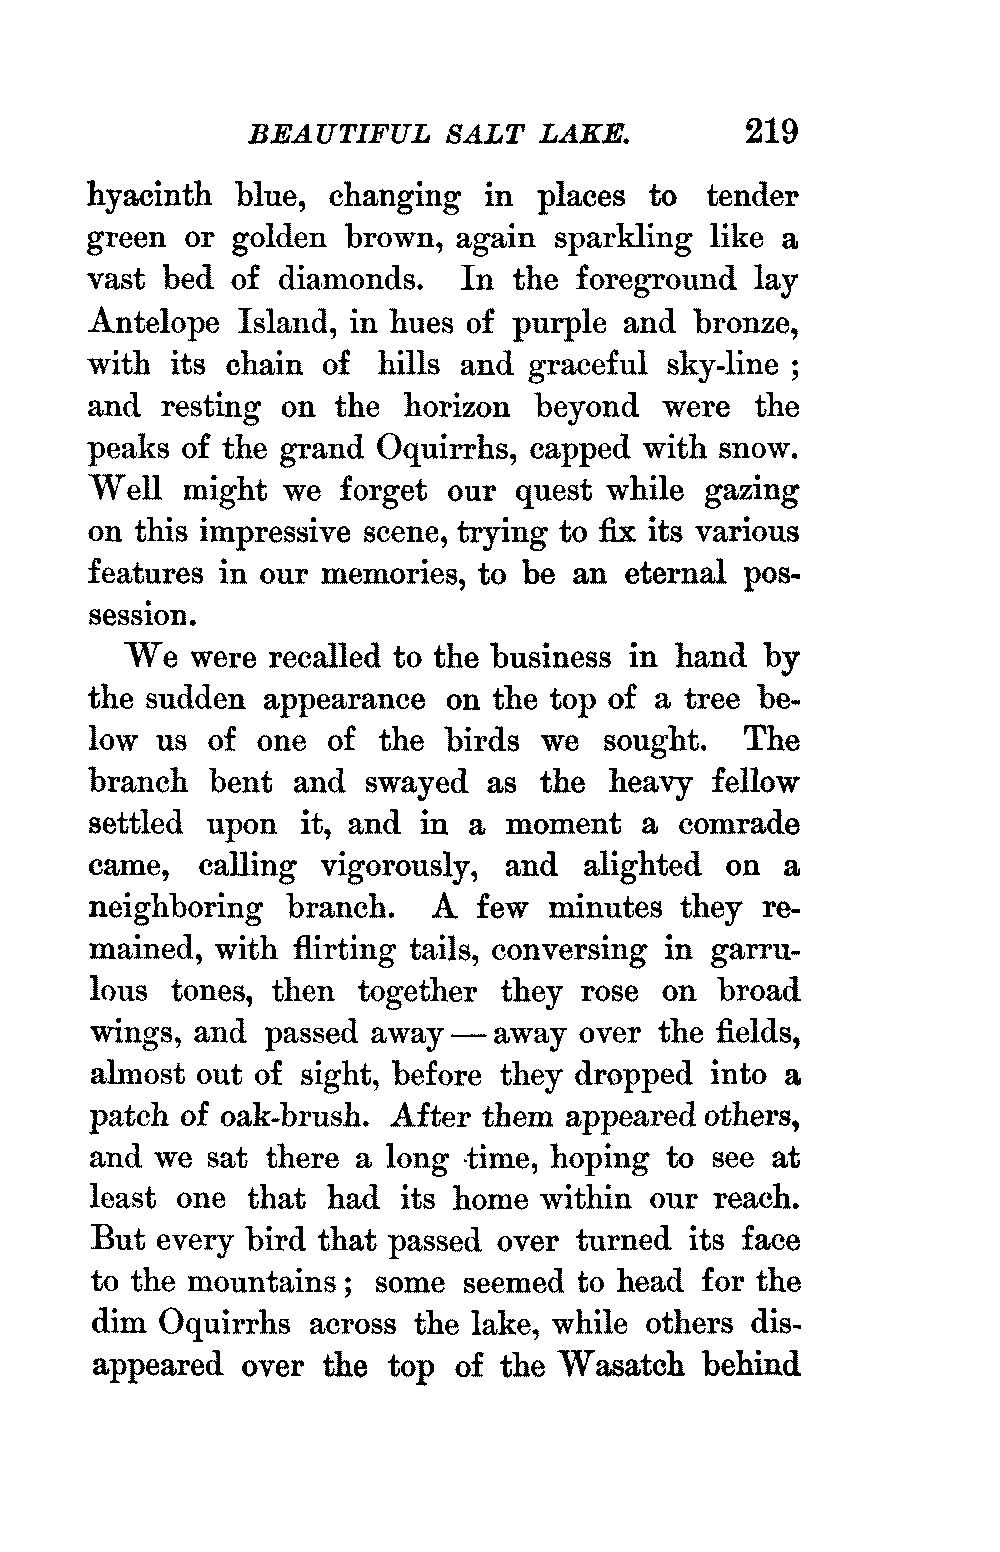 BEAUTIFUL SALT LAKE. 219
hyacinth blue, changing in places to tender
green or golden brown, again sparkling like a
vast bed of diamonds. In the foreground lay
Antelope Island, in hues of purple and bronze,
with its chain of hills and graceful sky-line ;
and resting on the horizon beyond were the
peaks of the grand Oquirrhs, capped with snow.
Well might we forget our quest while gazing
on this impressive scene, trying to fix its various
features in our memories, to be an eternal pos-
session.
We were recalled to the business in hand by
the sudden appearance on the top of a tree be-
low us of one of the birds we sought. The
branch bent and swayed as the heavy fellow
settled upon it, and in a moment a comrade
came, calling vigorously, and alighted on a
neighboring branch. A few minutes they re-
mained, with flirting tails, conversing in garru-
lous tones, then together they rose on broad
wings, and passed away — away over the fields,
almost out of sight, before they dropped into a
patch of oak-brush. After them appeared others,
and we sat there a long time, hoping to see at
least one that had its home within our reach.
But every bird that passed over turned its face
to the mountains ; some seemed to head for the
dim Oquirrhs across the lake, while others dis-
appeared over the top of the Wasatch behind